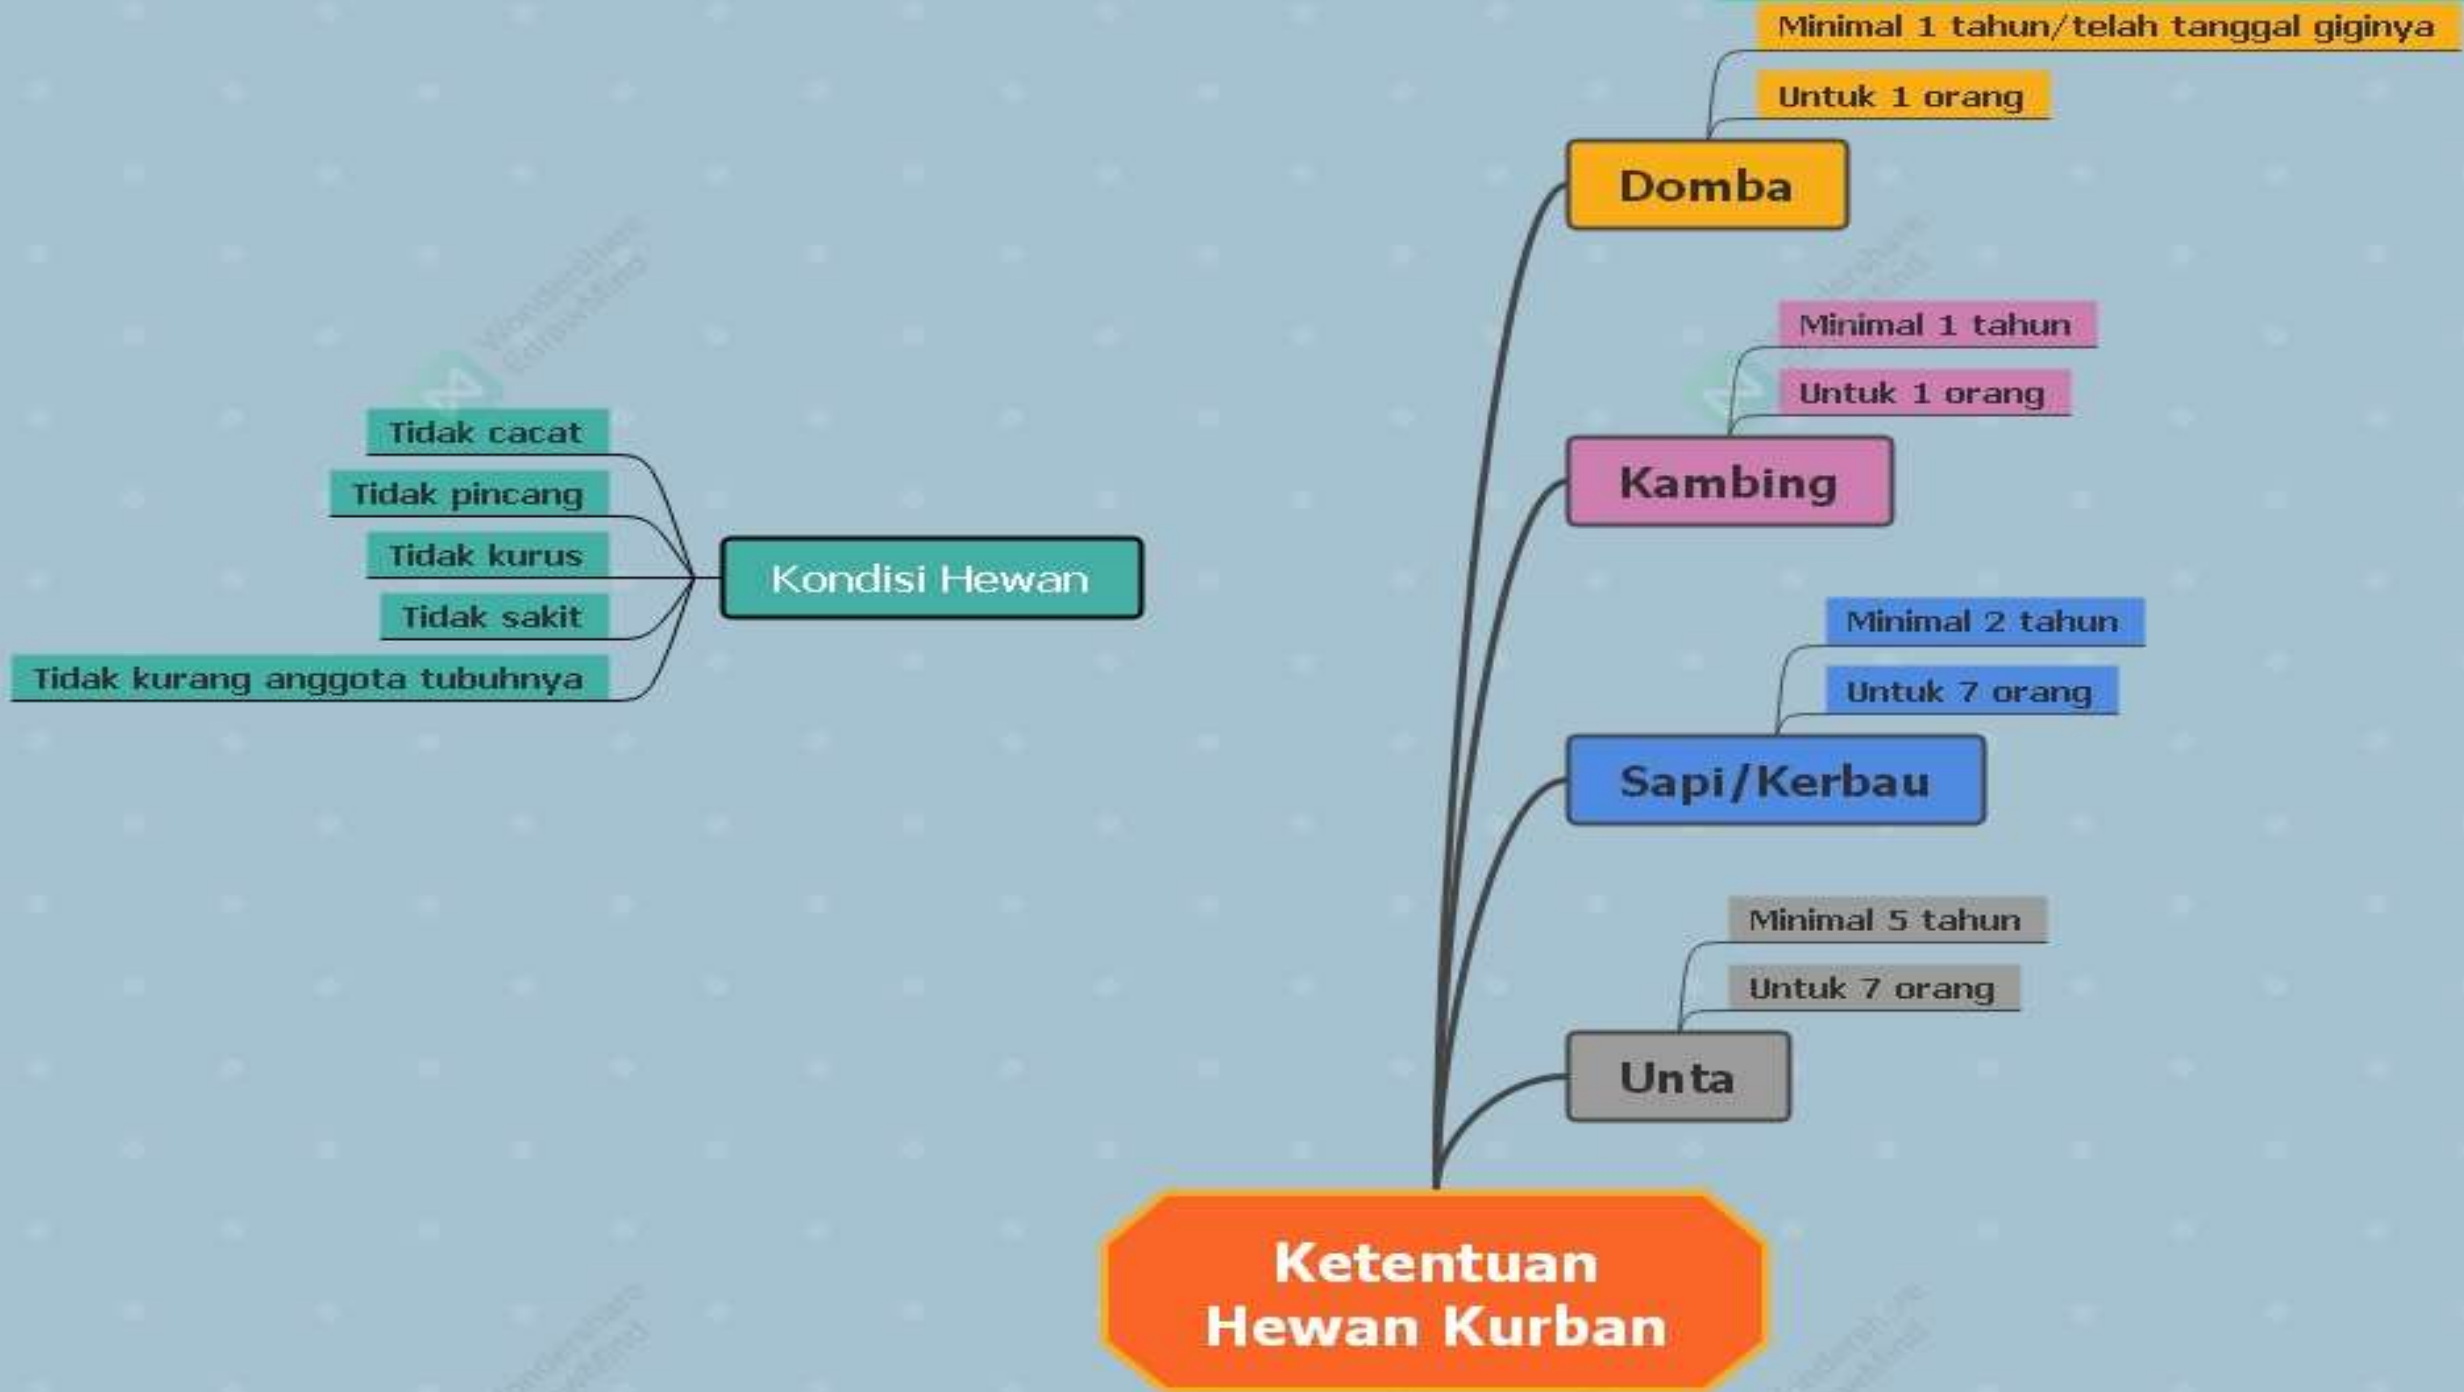 Minimal 1 tahun/telah tanggal giginya
Untuk 1 orang
Domba
Minimal 1 tahun
Untuk 1 orang
Kambing
Tidak cacat
Tidak pincang
Tidak kurus
Tidak sakit
Tidak kurang anggota tubuhnya
Kondisi Hewan
Minimal 2 tahun
Untuk 7 orang
Sapi/Kerbau
Minimal 5 tahun
Untuk 7 orang
Unta
Ketentuan
Hewan Kurban
Wondershare
EdrawMind